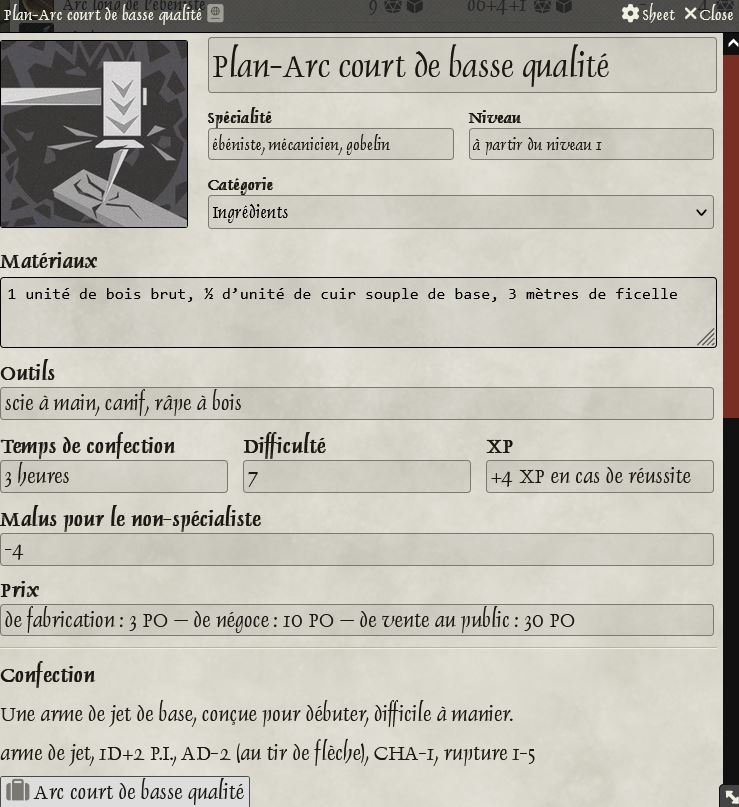 Arc long de l'ébéniste
Plan-Arc court de basse qualité
Sheet
Close
Plan-Arc court de basse qualité
Spécialité
Niveau
ébéniste, mécanicien, gobelin
à partir du niveau 1
Catégorie
Ingrédients
Matériaux
1 unité de bois brut, ½ d’unité de cuir souple de base, 3 mètres de ficelle
Outils
scie à main, canif, râpe à bois
Temps de confection
Difficulté
XP
3 heures
7
+4 XP en cas de réussite
Malus pour le non-spécialiste
-4
Prix
de fabrication : 3 PO — de négoce : 10 PO — de vente au public : 30 PO
Confection
Une arme de jet de base, conçue pour débuter, difficile à manier.
arme de jet, 1D+2 P.I., AD-2 (au tir de flèche), CHA-1, rupture 1-5
Arc court de basse qualité